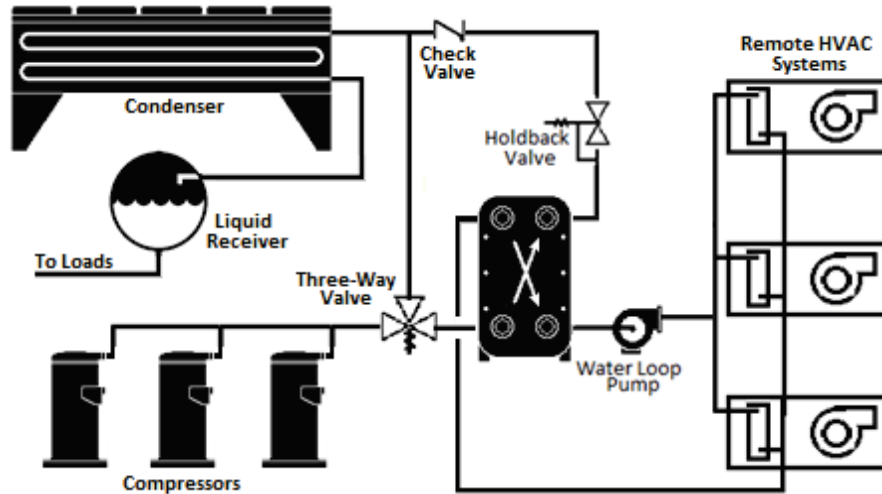 Check
Valve
Remote HVAC
Systems
Condenser
Holdback
Valve
Liquid
Receiver
To Loads
Three-Way
Valve
Water Loop
Pump
Compressors